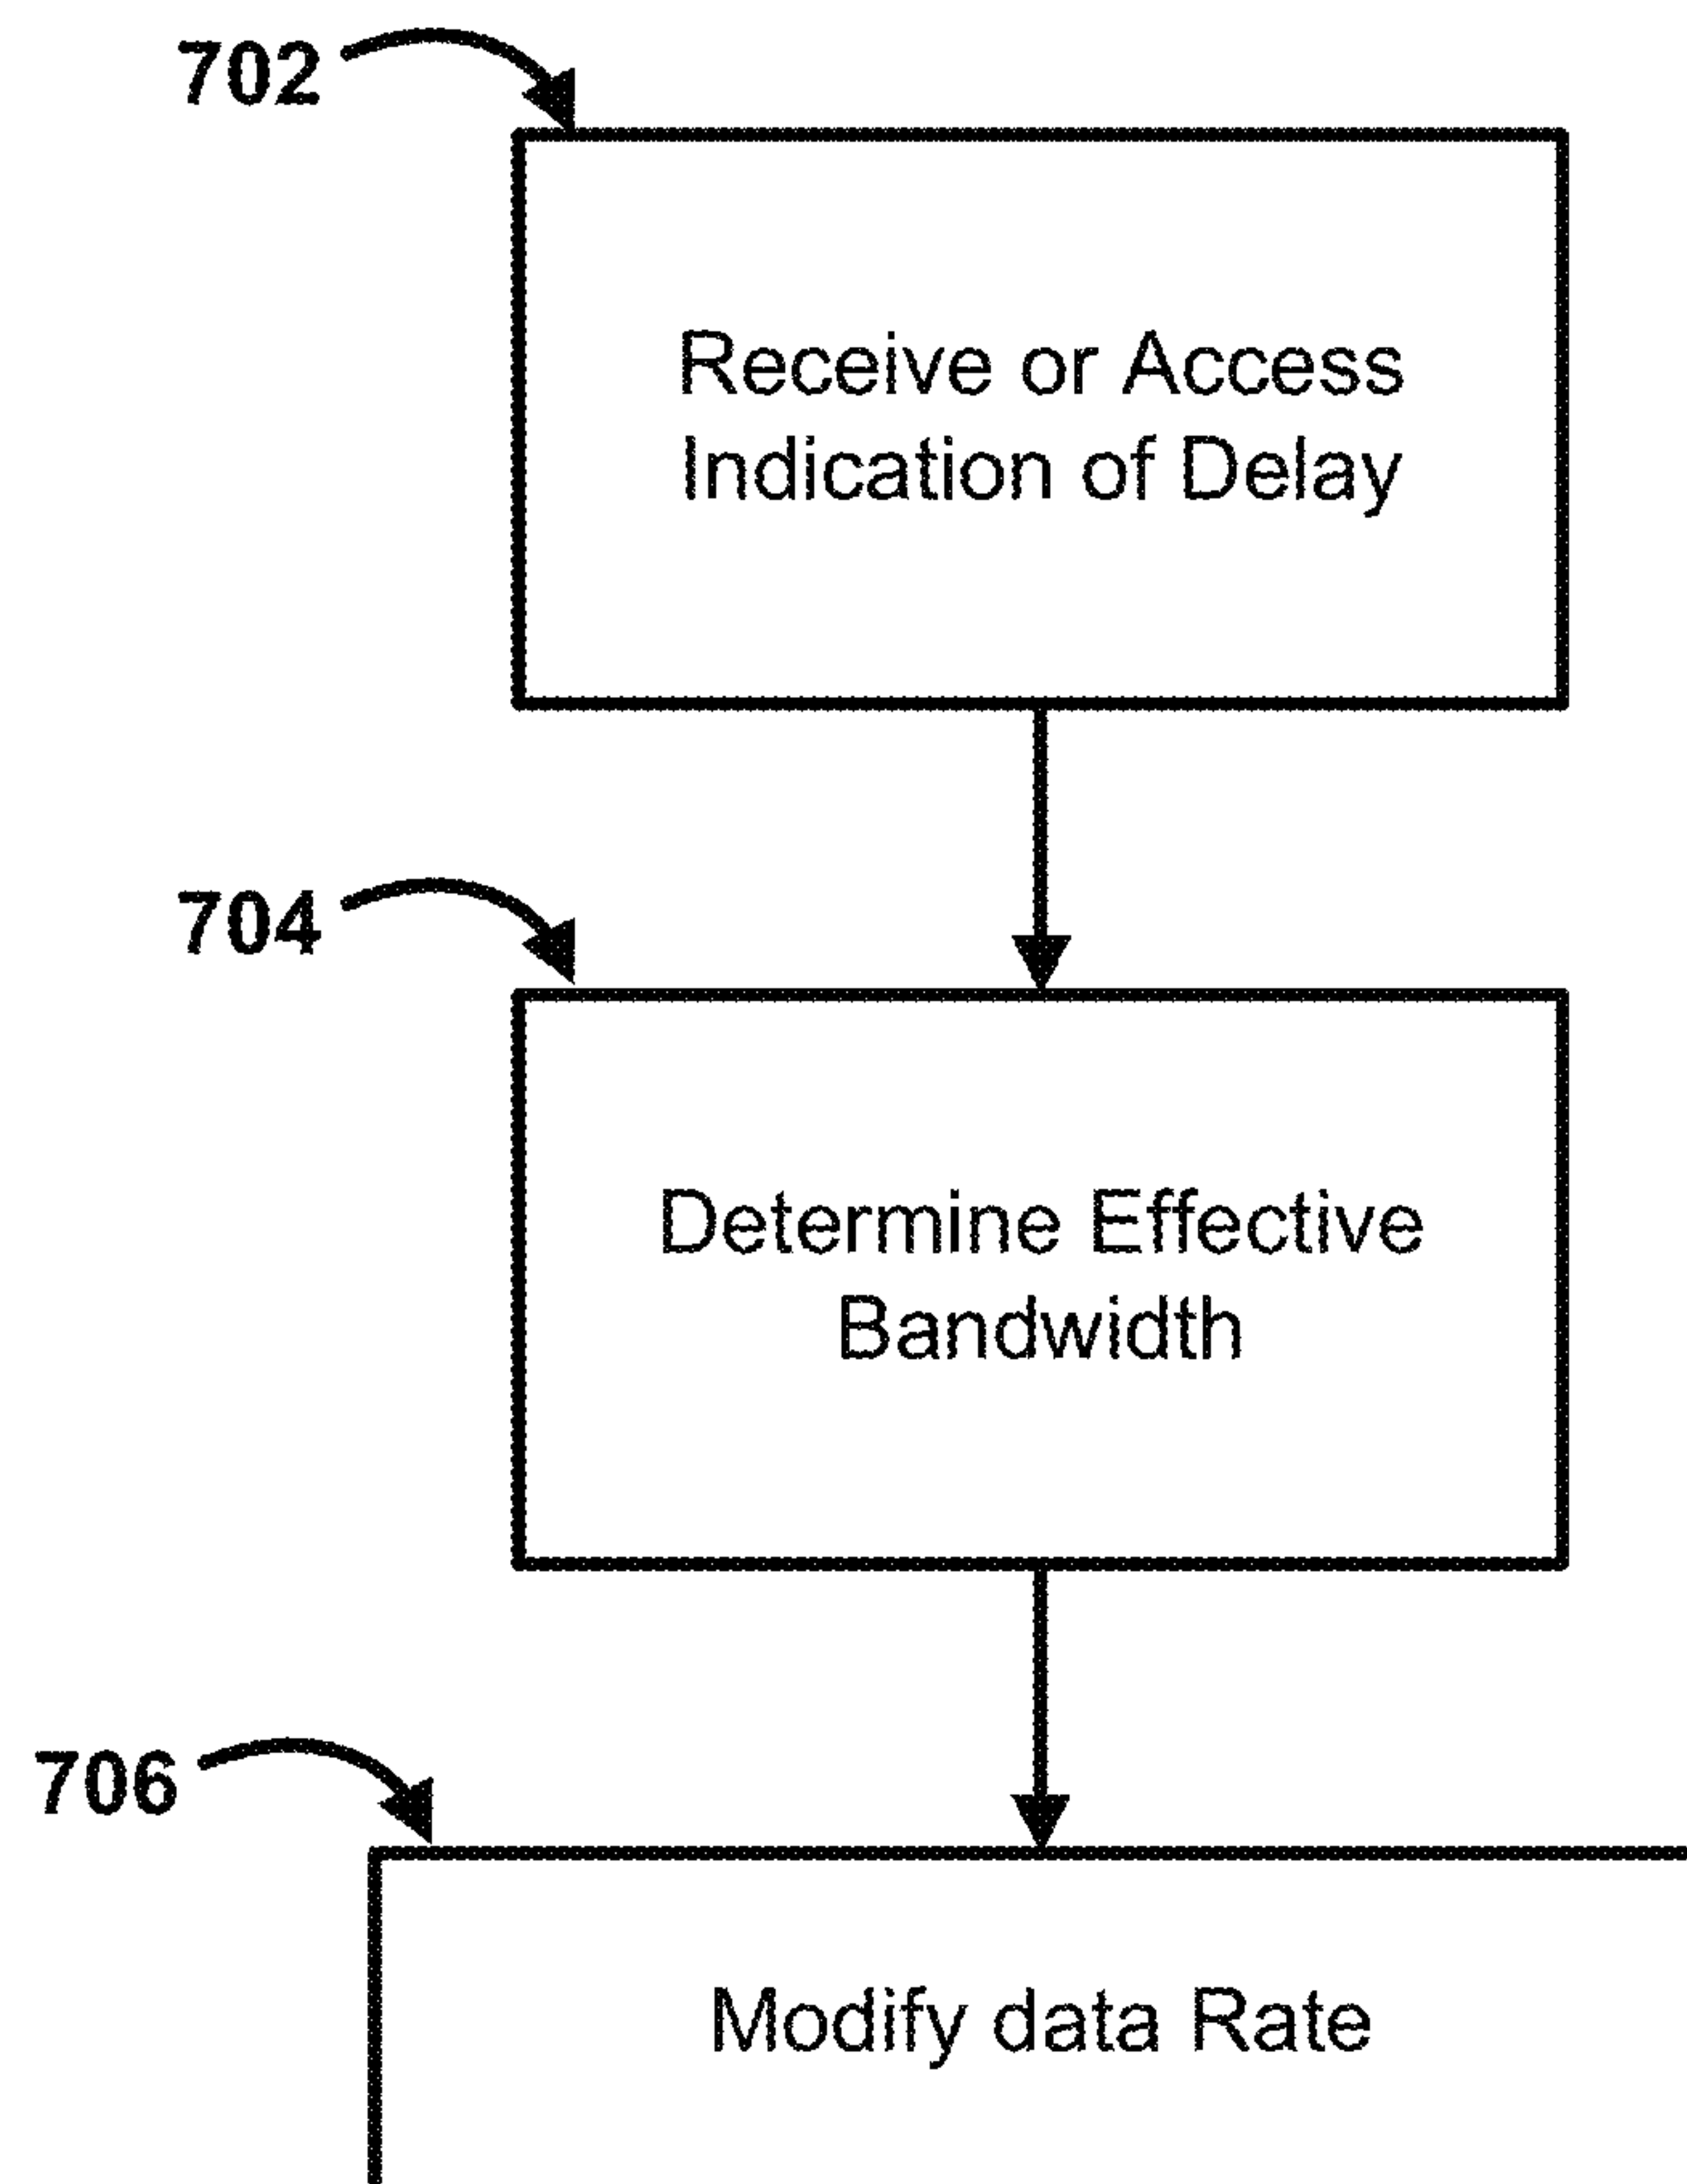 702
Receive or Access
Indication of Delay
704
Determine Effective
Bandwidth
706
Modify data Rate